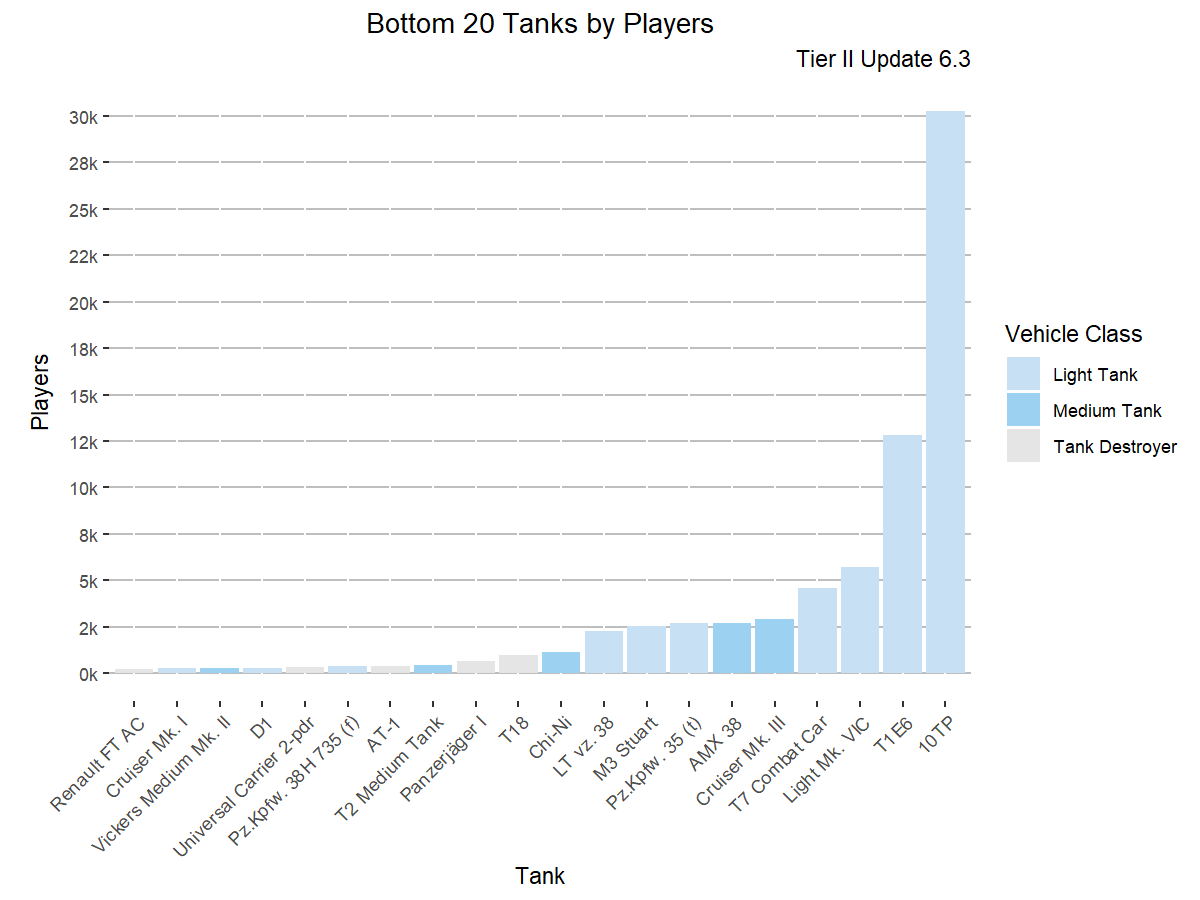 Bottom 20 Tanks by Players
Tier II Update 6.3
30k
28k
25k
22k
20k
18k
15k
12k
10k
8k
5k
2k
0k
Players
Renault FT AC
Cruiser Mk. I
Vickers Medium Mk. II
D1
Universal Carrier 2-pdr
Pz.Kpfw. 38H 735 (f)
AT-1
T2 Medium Tank
Panzerjäger I
T18
Chi-Ni
LT vz. 38
M3 Stuart
Pz.Kpfw. 35 (t)
AMX 38
Cruiser Mk. III
T7 Combat Car
Light Mk. VIC
T1E6
10TP
Tank
Vehicle Class
Light Tank
Medium Tank
Tank Destroyer